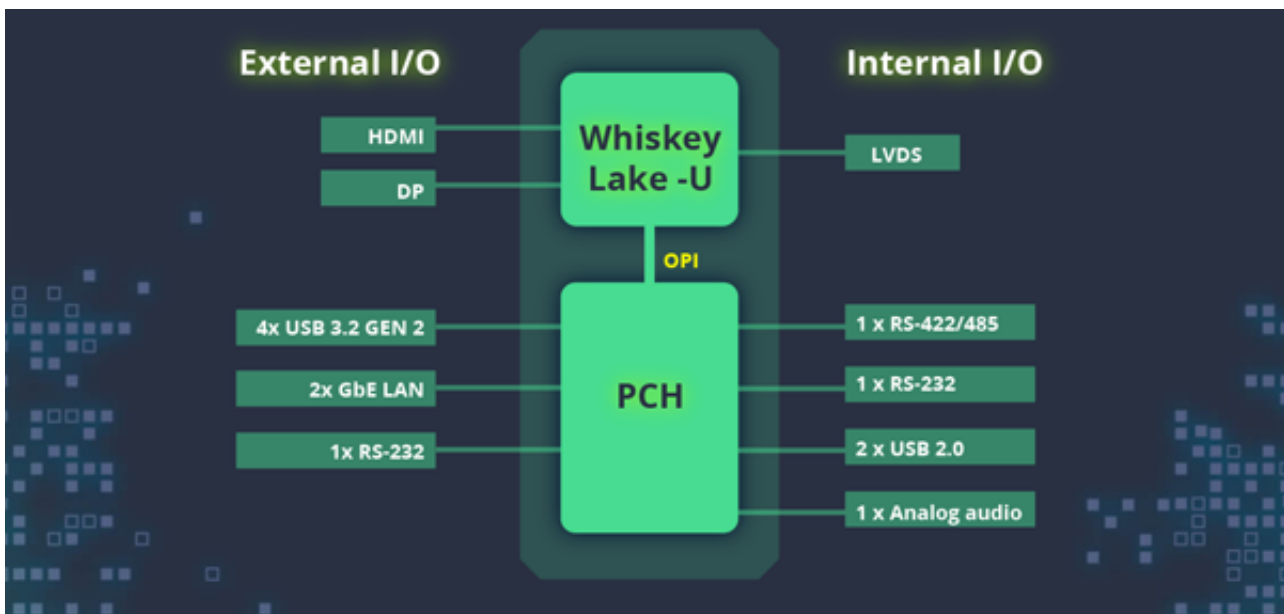 External I/O
Internal I/O
HDMI
DP
Whiskey
Lake -U
LVDS
OPI
4x USB 3.2 GEN 2
2x GbE LAN
1x RS-232
PCH
1 x RS-422/485
1 x RS-232
2 x USB 2.0
1 x Analog audio